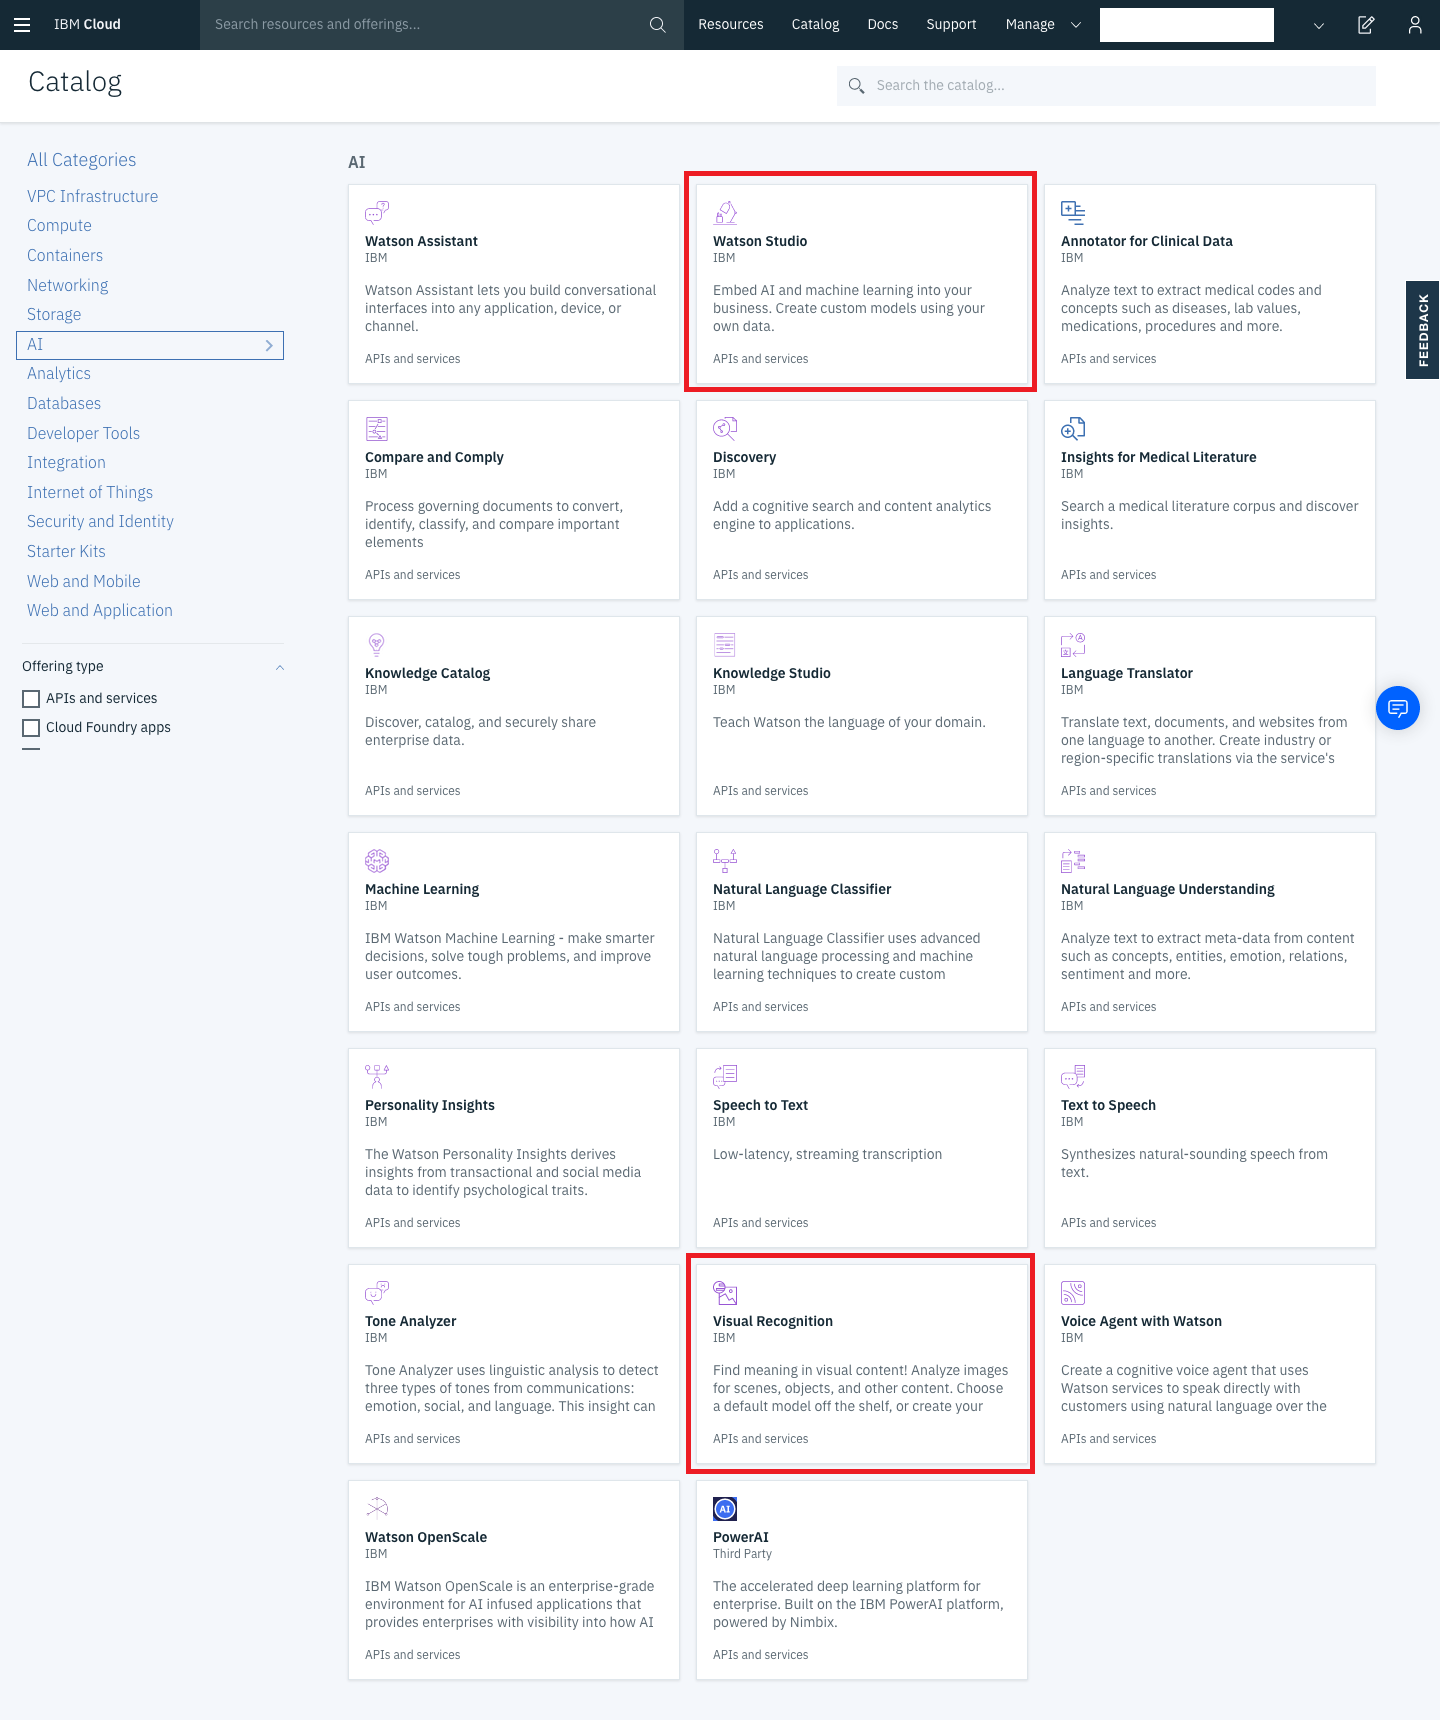 IBM Cloud
Search resources and offerings...
Resources
Catalog
Docs
Support
Manage
Catalog
Search the catalog...
All Categories
VPC Infrastructure
Compute
Containers
Networking
Storage
AI
Analytics
Databases
Developer Tools
Integration
Internet of Things
Security and Identity
Starter Kits
Web and Mobile
Web and Application
Offering type
APIs and services
Cloud Foundry apps
AI
Watson Assistant
IBM
Watson Assistant lets you build conversational
interfaces into any application, device, or
channel.
APIs and services
Watson Studio
IBM
Embed AI and machine learning into your
business. Create custom models using your
own data.
APIs and services
Annotator for Clinical Data
IBM
Analyze text to extract medical codes and
concepts such as diseases, lab values,
medications, procedures and more.
APIs and services
Compare and Comply
IBM
Process governing documents to convert,
identify, classify, and compare important
elements
APIs and services
Discovery
IBM
Add a cognitive search and content analytics
engine to applications.
APIs and services
Insights for Medical Literature
IBM
Search a medical literature corpus and discover
insights.
APIs and services
Knowledge Catalog
IBM
Discover, catalog, and securely share
enterprise data.
APIs and services
Knowledge Studio
IBM
Teach Watson the language of your domain.
APIs and services
Language Translator
IBM
Translate text, documents, and websites from
one language to another. Create industry or
region-specific translations via the service's
APIs and services
Machine Learning
IBM
IBM Watson Machine Learning - make smarter
decisions, solve tough problems, and improve
user outcomes.
APIs and services
Natural Language Classifier
IBM
Natural Language Classifier uses advanced
natural language processing and machine
learning techniques to create custom
APIs and services
Natural Language Understanding
IBM
Analyze text to extract meta-data from content
such as concepts, entities, emotion, relations,
sentiment and more.
APIs and services
Personality Insights
IBM
The Watson Personality Insights derives
insights from transactional and social media
data to identify psychological traits.
APIs and services
Speech to Text
IBM
Low-latency, streaming transcription
APIs and services
Text to Speech
IBM
Synthesizes natural-sounding speech from
text.
APIs and services
Tone Analyzer
IBM
Tone Analyzer uses linguistic analysis to detect
three types of tones from communications:
emotion, social, and language. This insight can
APIs and services
Visual Recognition
IBM
Find meaning in visual content! Analyze images
for scenes, objects, and other content. Choose
a default model off the shelf, or create your
APIs and services
Voice Agent with Watson
IBM
Create a cognitive voice agent that uses
Watson services to speak directly with
customers using natural language over the
APIs and services
Watson OpenScale
IBM
IBM Watson OpenScale is an enterprise-grade
environment for AI infused applications that
provides enterprises with visibility into how AI
APIs and services
AI
PowerAI
Third Party
The accelerated deep learning platform for
enterprise. Built on the IBM PowerAI platform,
powered by Nimbix.
APIs and services
FEEDBACK